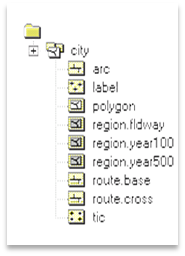 city
arc
label
polygon
region.fldway
region.year100
region.year500
route.base
route.cross
tic